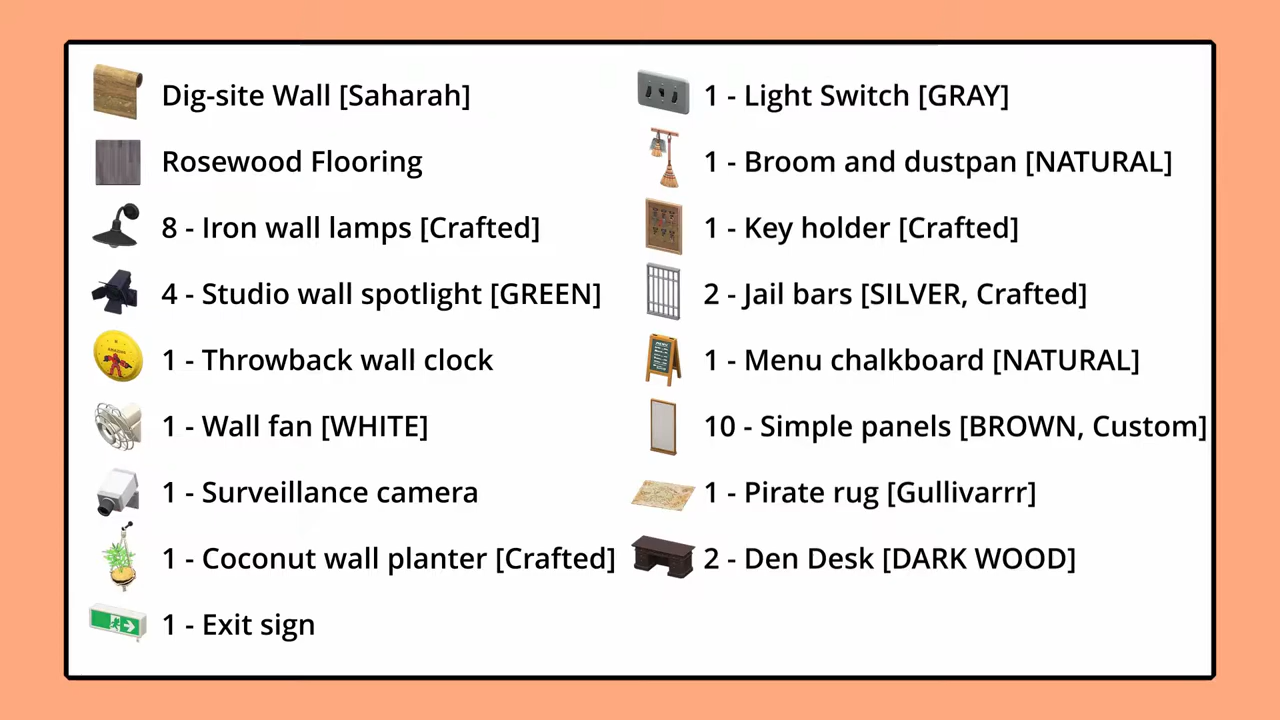 Dig-site Wall [Saharah]
Rosewood Flooring
8 - Iron wall lamps [Crafted]
4 - Studio wall spotlight [GREEN]
1 - Throwback wall clock
1 - Wall fan [WHITE]
1 - Surveillance camera
1 - Coconut wall planter [Crafted]
1 - Exit sign
1 - Light Switch [GRAY]
1 - Broom and dustpan [NATURAL]
1 - Key holder [Crafted]
2 - Jail bars [SILVER, Crafted]
1 - Menu chalkboard [NATURAL]
10 - Simple panels [BROWN, Custom]
1 - Pirate rug [Gullivarrr]
2 - Den Desk [DARK WOOD]